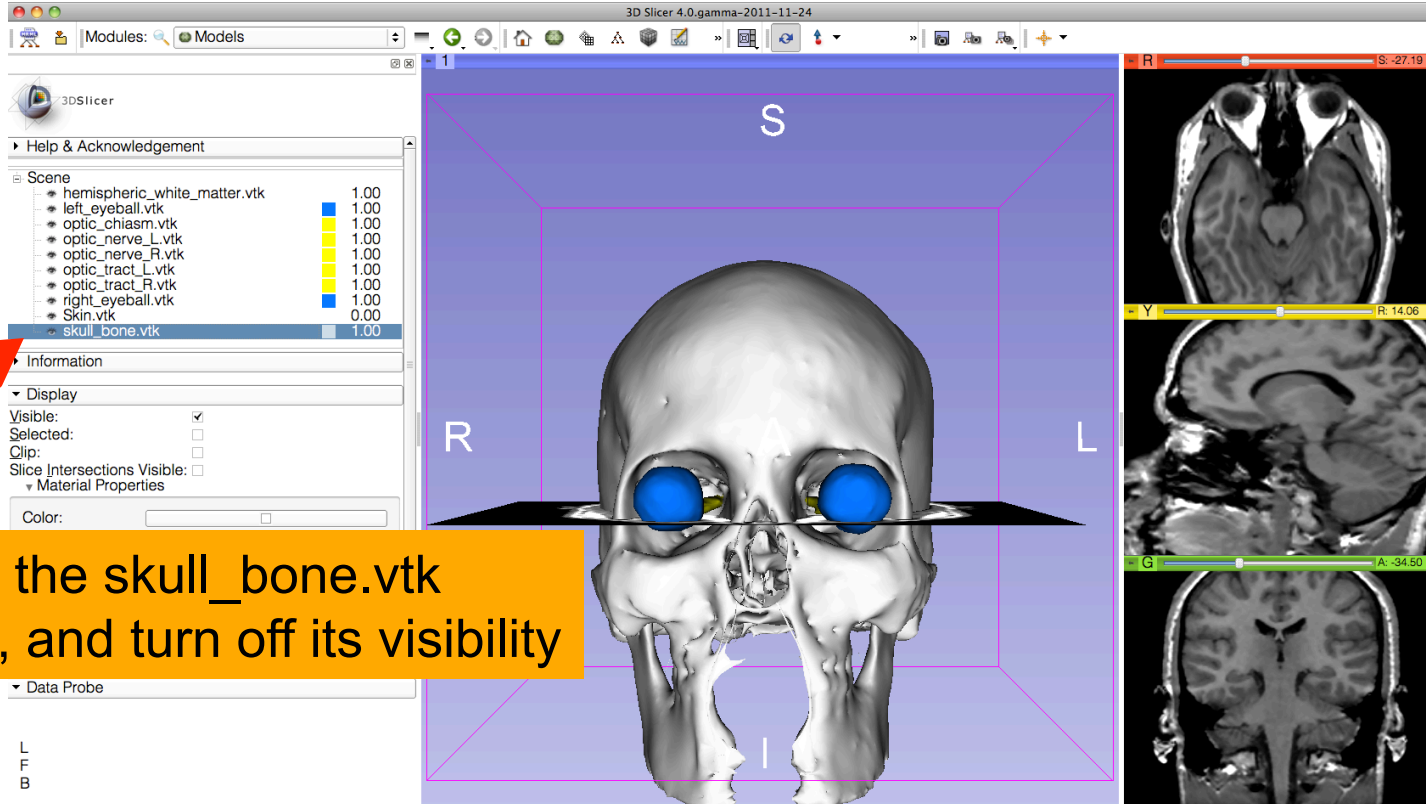 3D Slicer 4.0.gamma-2011-11-24
Modules: Models
» »
1
R S: -27.19
3DSlicer
Help & Acknowledgement
Scene
hemispheric_white_matter.vtk 1.00
left_eyeball.vtk 1.00
optic_chiasm.vtk 1.00
optic_nerve_L.vtk 1.00
optic_nerve_R.vtk 1.00
optic_tract_L.vtk 1.00
optic_tract_R.vtk 1.00
right_eyeball.vtk 1.00
Skin.vtk 0.00
skull_bone.vtk 1.00
Information
Display
Visible:
Selected:
Clip:
Slice Intersections Visible:
Material Properties
Color:
the skull_bone.vtk
, and turn off its visibility
Data Probe
L
F
B
S
R A L
I
Y R: 14.06
G A: -34.50